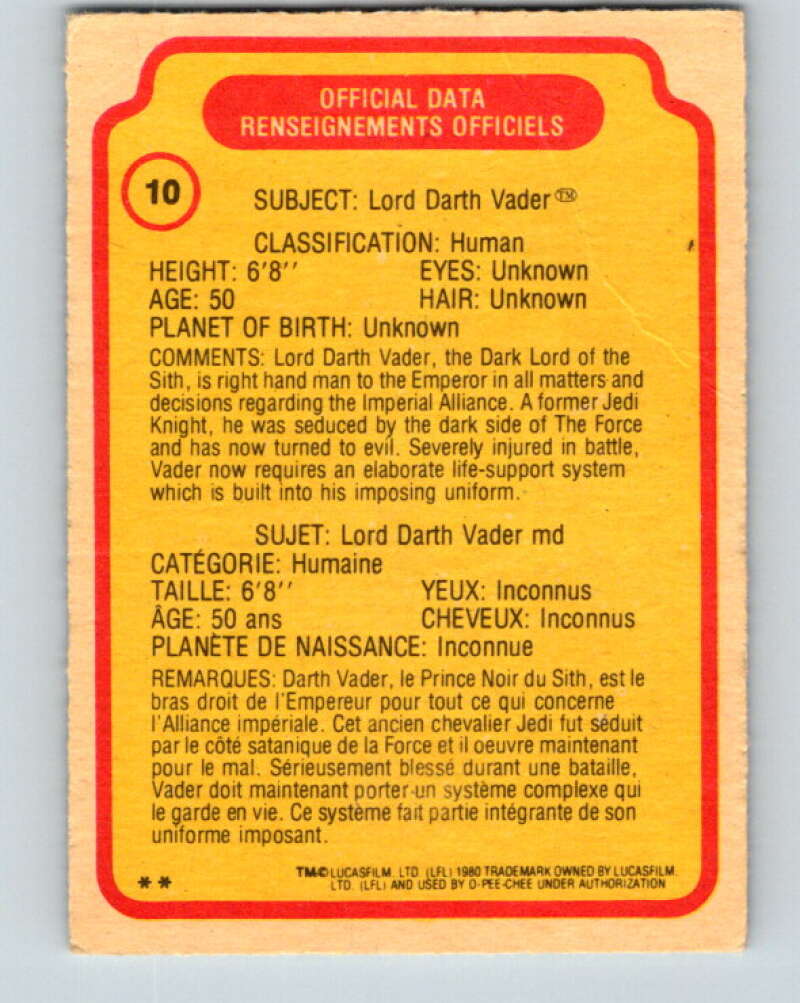 OFFICIAL DATA
RENSEIGNEMENTS OFFICIELS
10
SUBJECT: Lord Darth Vader™
CLASSIFICATION: Human
HEIGHT: 6'8'' EYES: Unknown
AGE: 50 HAIR: Unknown
PLANET OF BIRTH: Unknown
COMMENTS: Lord Darth Vader, the Dark Lord of the
Sith, is right hand man to the Emperor in all matters and
decisions regarding the Imperial Alliance. A former Jedi
Knight, he was seduced by the dark side of The Force
and has now turned to evil. Severely injured in battle,
Vader now requires an elaborate life-support system
which is built into his imposing uniform.
SUJET: Lord Darth Vader md
CATÉGORIE: Humaine
TAILLE: 6'8'' YEUX: Inconnus
ÂGE: 50 ans CHEVEUX: Inconnus
PLANÈTE DE NAISSANCE: Inconnue
REMARQUES: Darth Vader, le Prince Noir du Sith, est le
bras droit de l'Empereur pour tout ce qui concerne
l'Alliance impériale. Cet ancien chevalier Jedi fut séduit
par le côté satanique de la Force et il oeuvre maintenant
pour le mal. Sérieusement blessé durant une bataille,
Vader doit maintenant porter un système complexe qui
le garde en vie. Ce système fait partie intégrante de son
uniforme imposant.
** TM©LUCASFILM, LTD. (LFL) 1980 TRADEMARK OWNED BY LUCASFILM,
LTD. (LFL) AND USED BY O-PEE-CHEE UNDER AUTHORIZATION